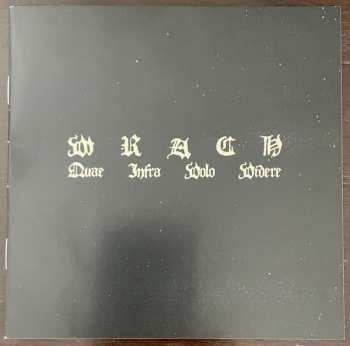 W R A C H
Quae Infra Volo Videre